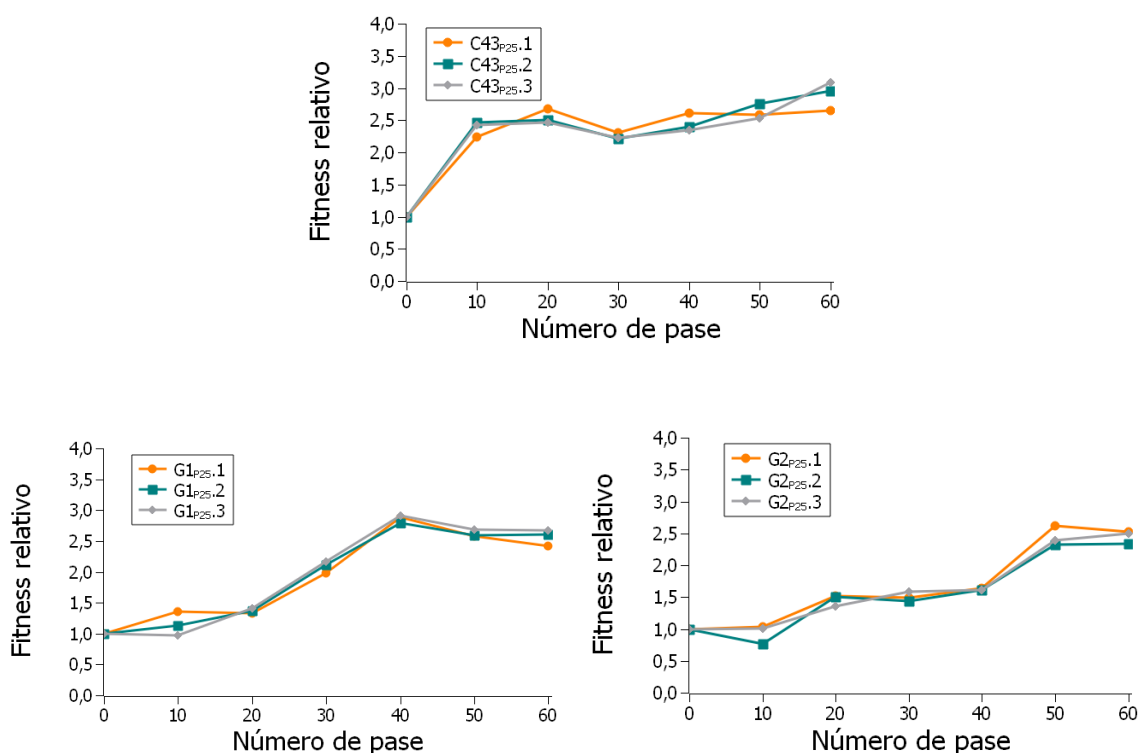 4,0
3,5
3,0
2,5
2,0
1,5
1,0
0,5
0,0
Fitness relativo
C43P25.1
C43P25.2
C43P25.3
0 10 20 30 40 50 60
Número de pase
4,0
3,5
3,0
2,5
2,0
1,5
1,0
0,5
0,0
Fitness relativo
G1P25.1
G1P25.2
G1P25.3
0 10 20 30 40 50 60
Número de pase
4,0
3,5
3,0
2,5
2,0
1,5
1,0
0,5
0,0
Fitness relativo
G2P25.1
G2P25.2
G2P25.3
0 10 20 30 40 50 60
Número de pase